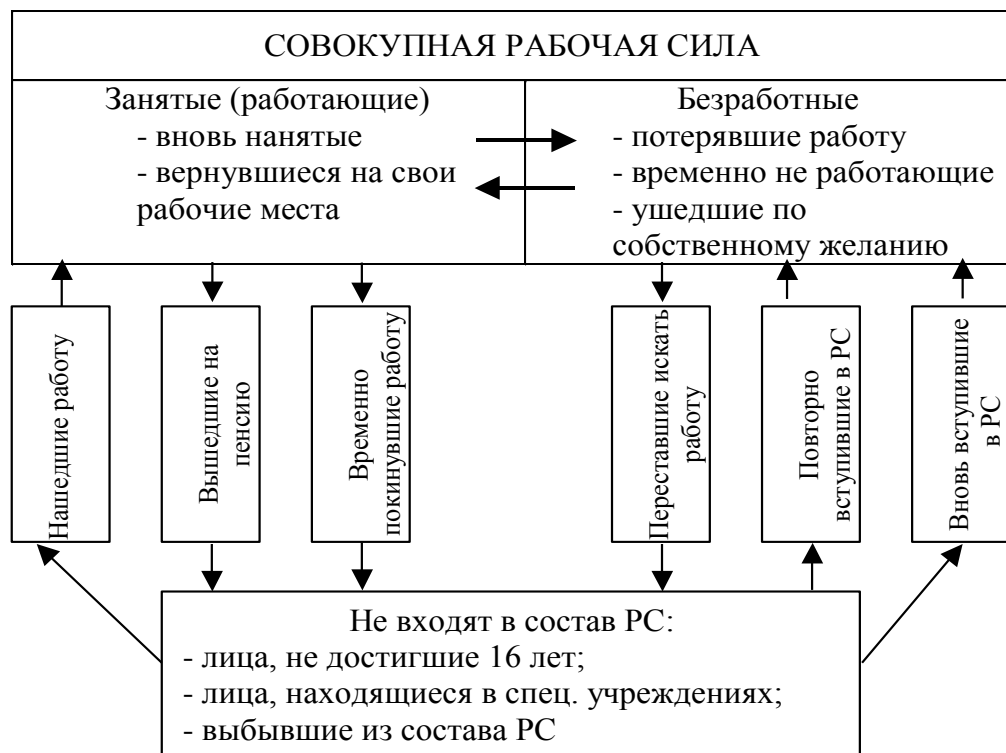 СОВОКУПНАЯ РАБОЧАЯ СИЛА
Занятые (работающие)
- вновь нанятые
- вернувшиеся на свои
рабочие места
Безработные
- потерявшие работу
- временно не работающие
- ушедшие по
собственному желанию
Нашедшие работу
Вышедшие на
пенсию
Временно
покинувшие работу
Переставшие искать
работу
Повторно
вступившие в РС
Вновь вступившие
в РС
Не входят в состав РС:
- лица, не достигшие 16 лет;
- лица, находящиеся в спец. учреждениях;
- выбывшие из состава РС